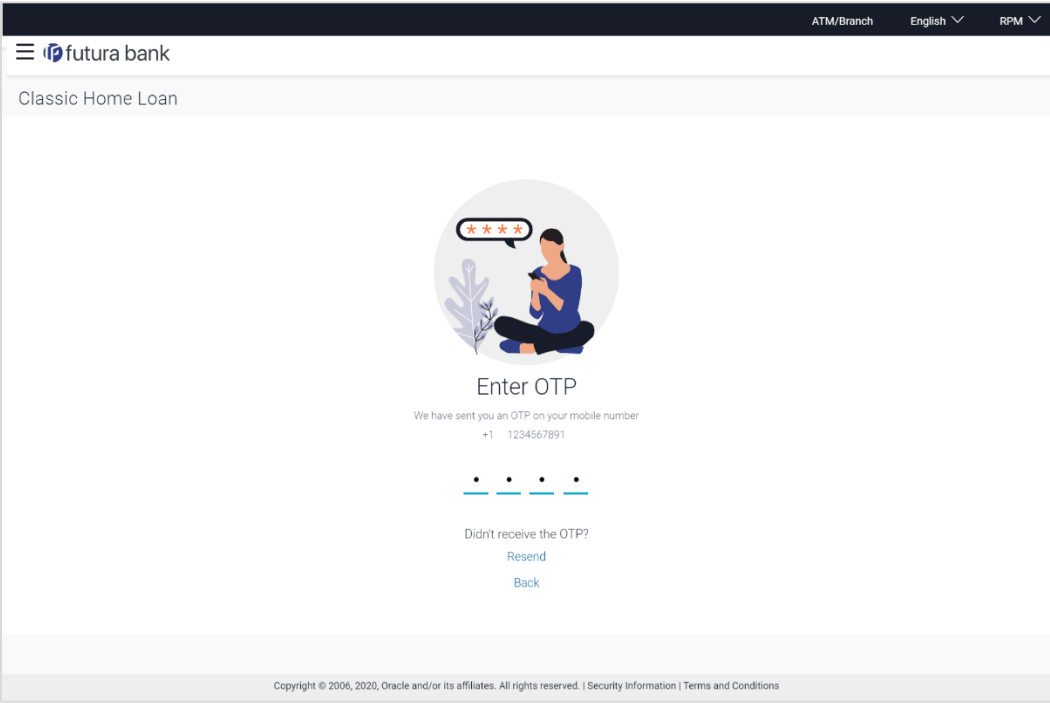 ATM/Branch English RPM
futura bank
Classic Home Loan
* * * *
Enter OTP
We have sent you an OTP on your mobile number
+1 1234567891
• • • •
Didn't receive the OTP?
Resend
Back
Copyright © 2006, 2020, Oracle and/or its affiliates. All rights reserved. | Security Information | Terms and Conditions